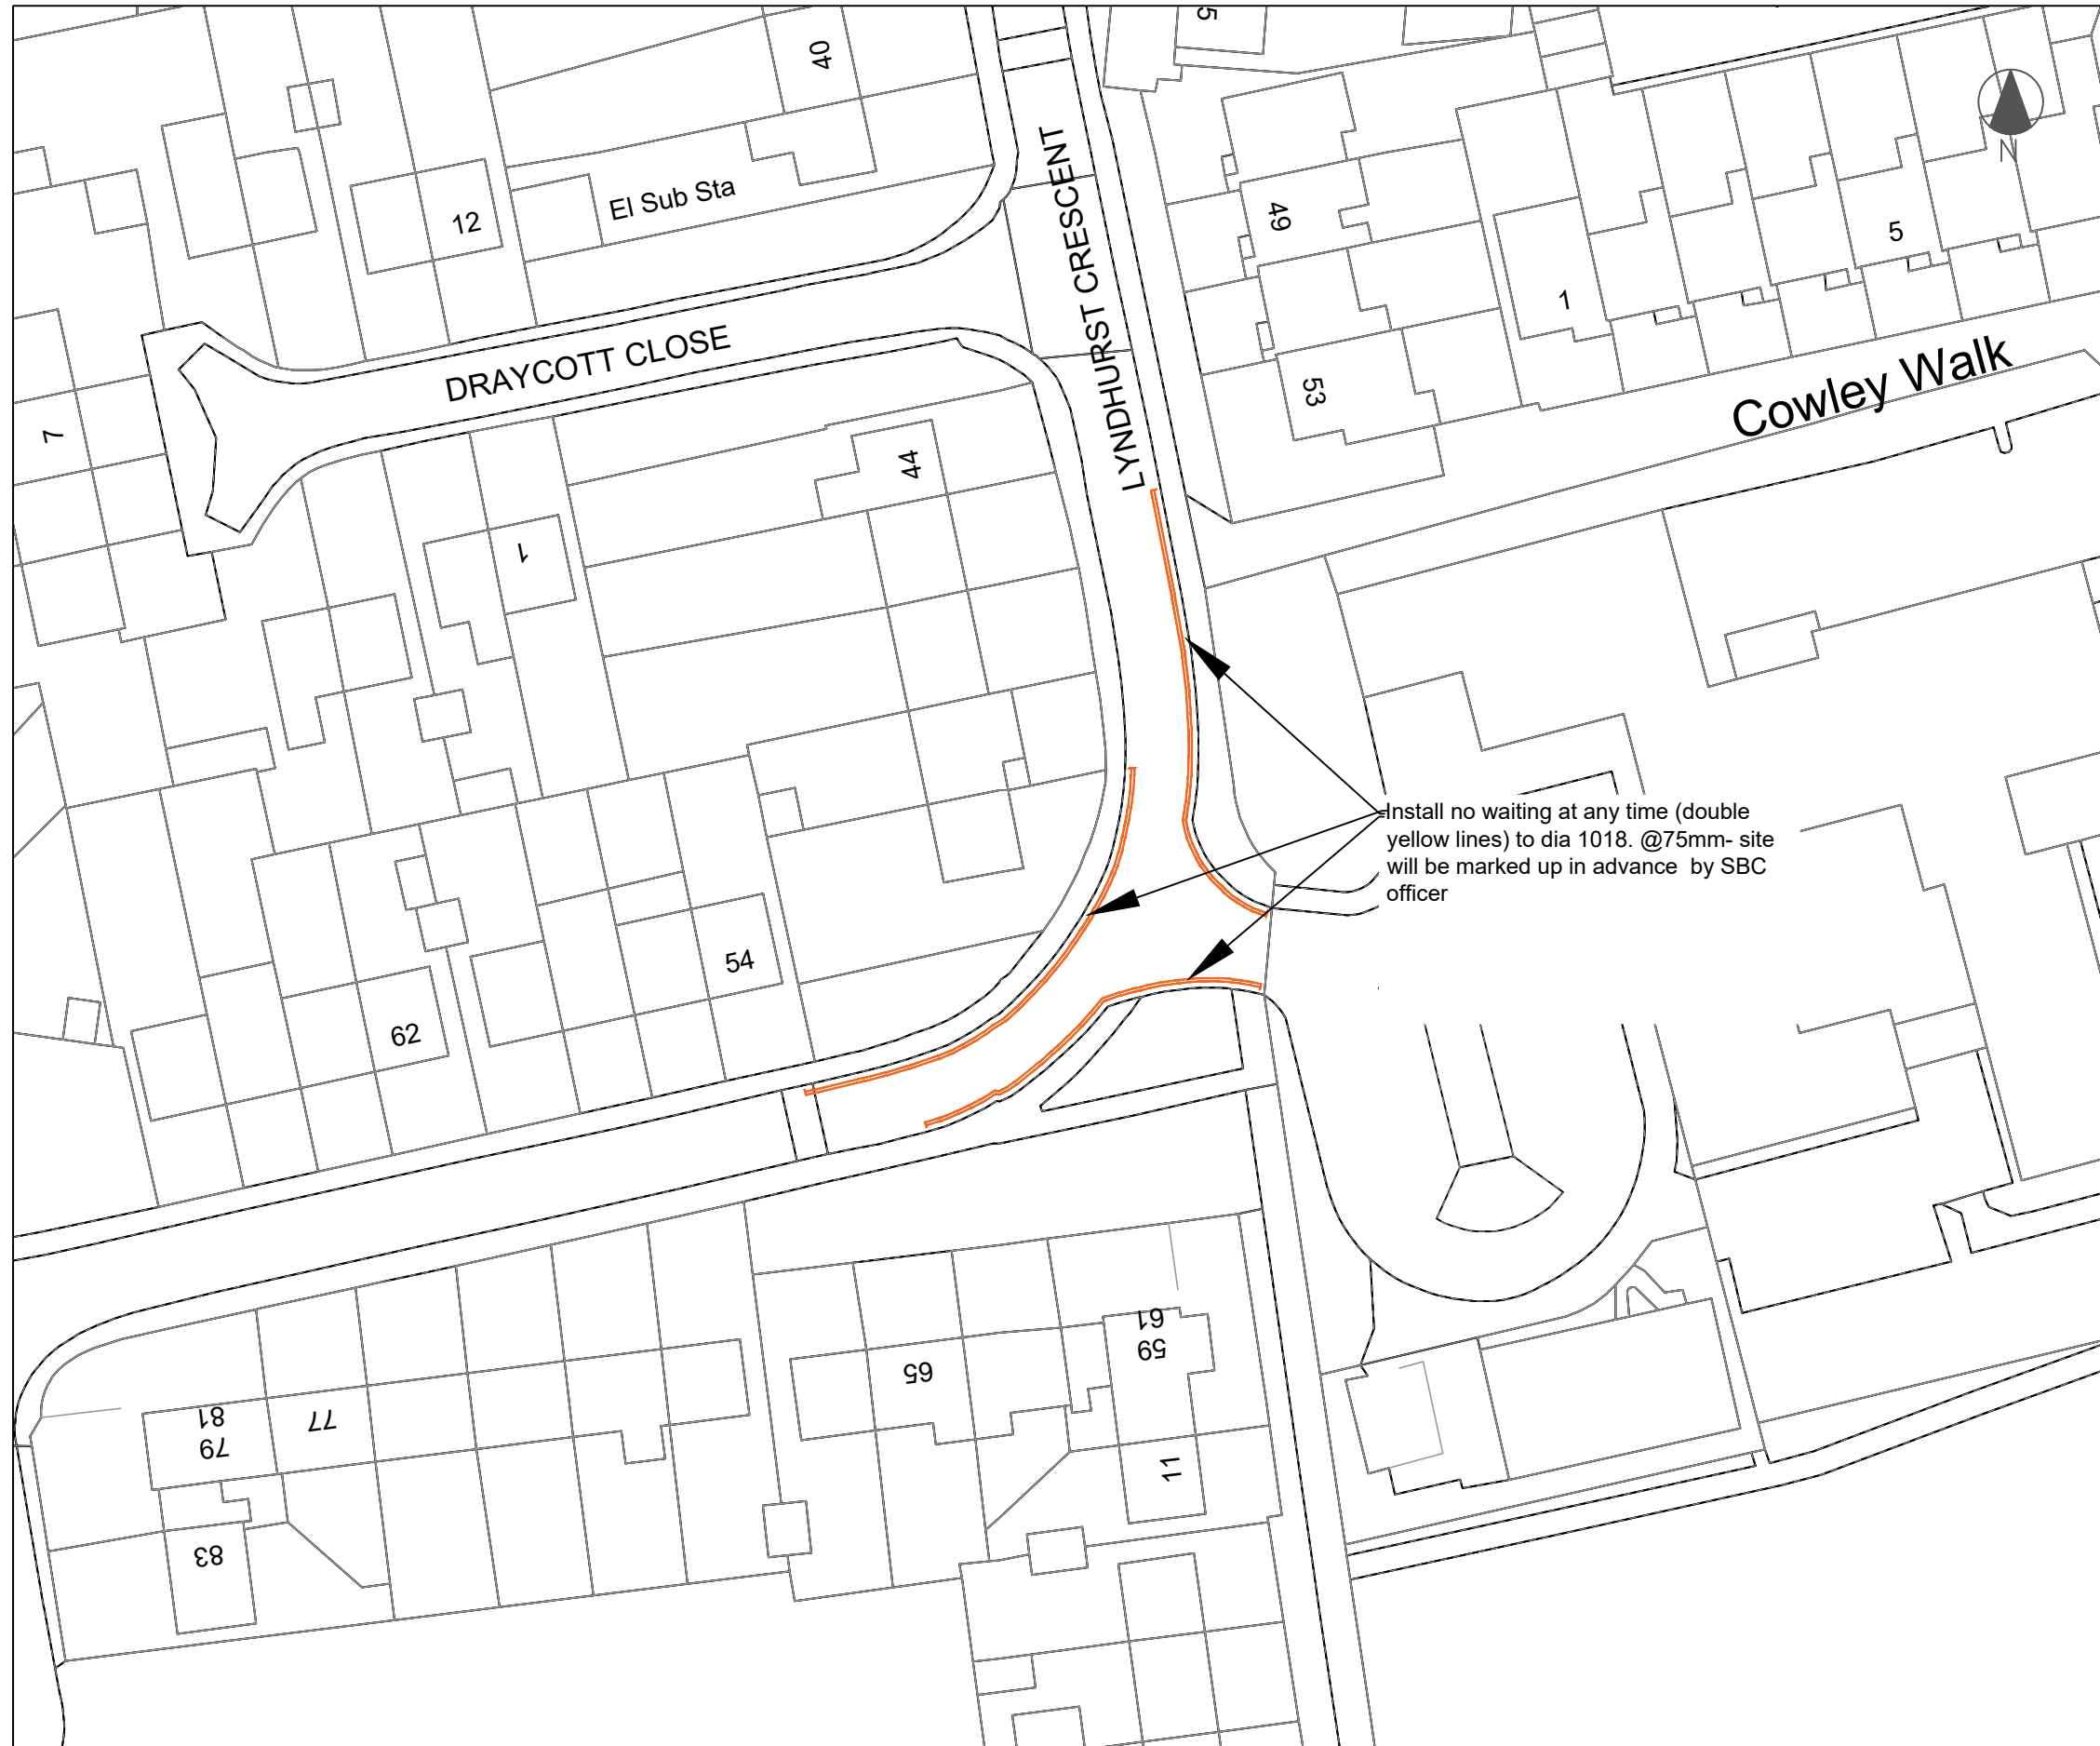 5
40
LYNDHURST CRESCENT
N
12
El Sub Sta
49
5
1
DRAYCOTT CLOSE
Cowley Walk
53
7
44
1
Install no waiting at any time (double
yellow lines) to dia 1018. @75mm- site
will be marked up in advance by SBC
officer
54
62
61
59
65
81
79
77
11
83